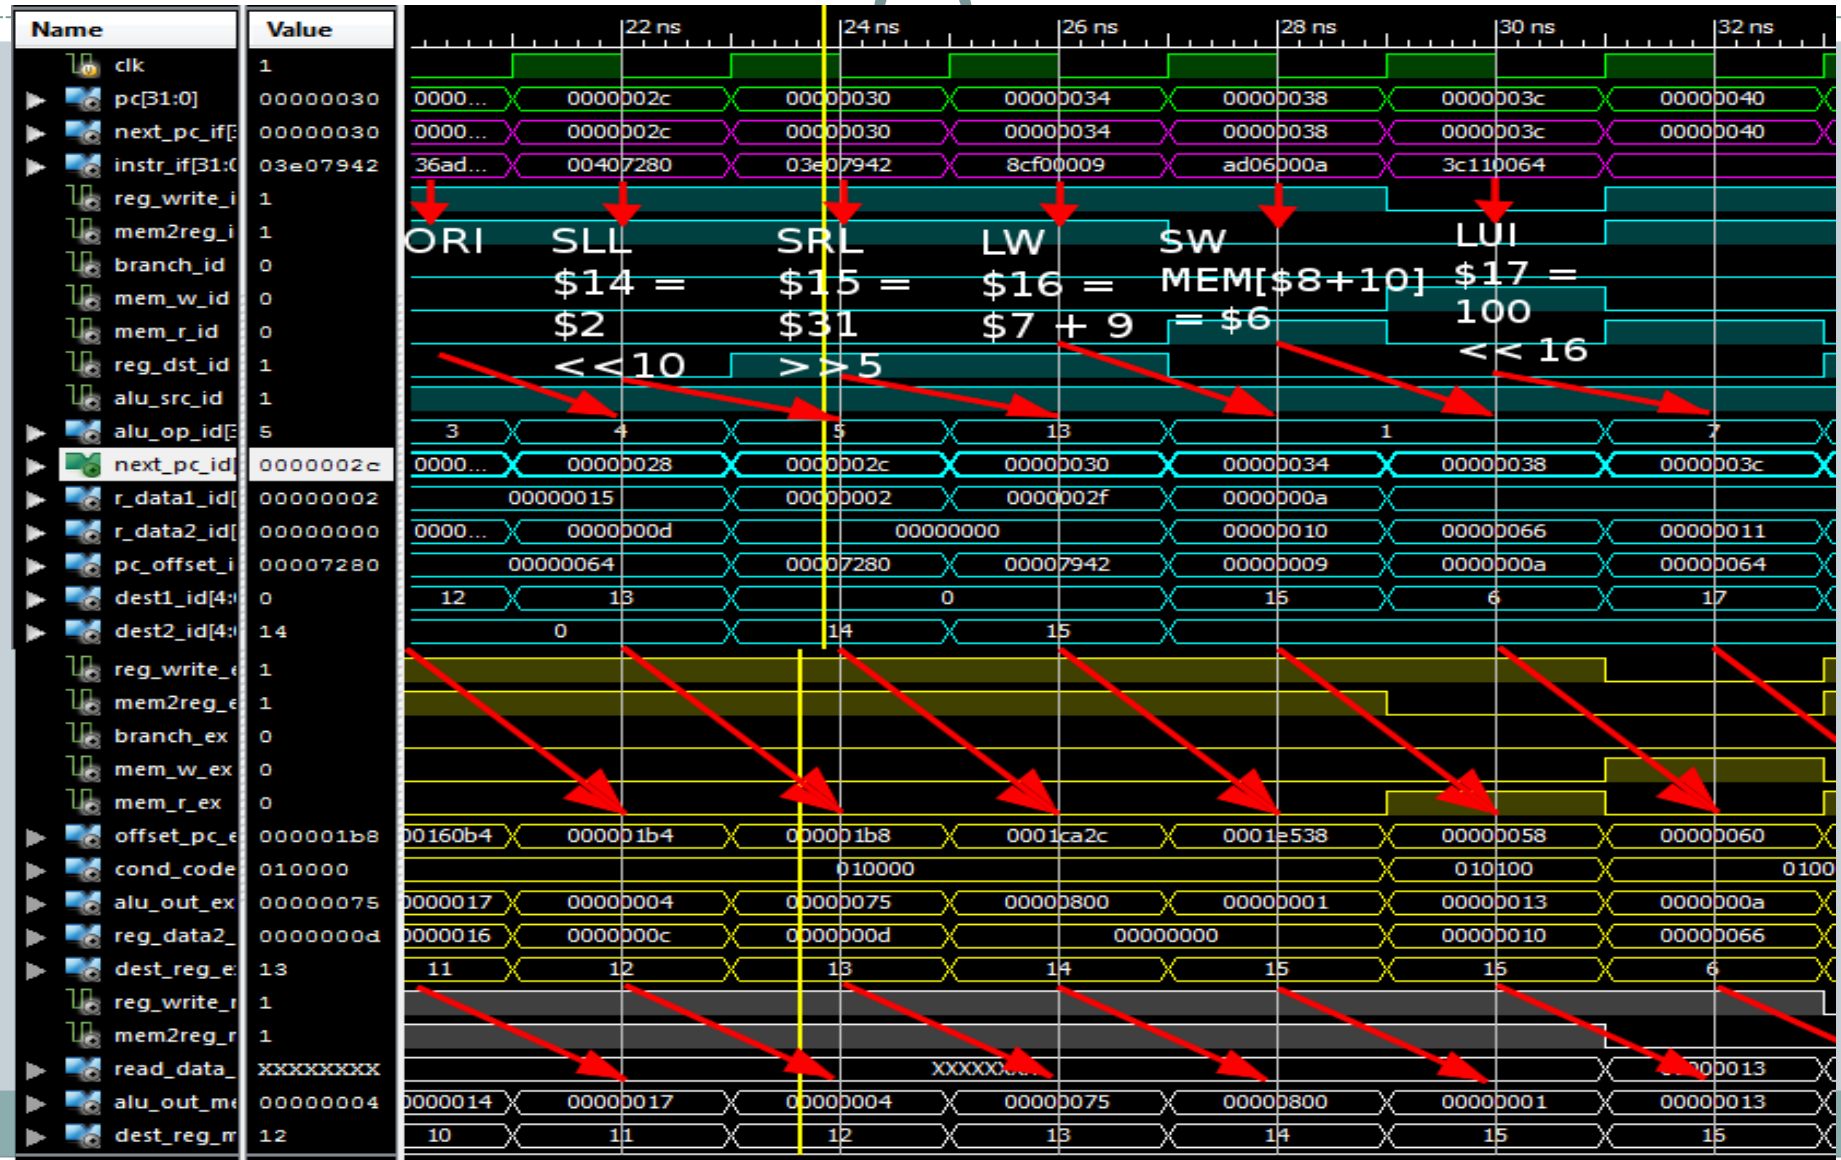 Name Value 22 ns 24 ns 26 ns 28 ns 30 ns 32 ns
clk 1
pc[31:0] 00000030 0000... 0000002c 00000030 00000034 00000038 0000003c 00000040
next_pc_if[3 00000030 0000... 0000002c 00000030 00000034 00000038 0000003c 00000040
instr_if[31:0 03e07942 36ad... 00407280 03e07942 8cf00009 ad06000a 3c110064
reg_write_i 1
mem2reg_i 1
branch_id 0
mem_w_id 0
mem_r_id 0
reg_dst_id 1
alu_src_id 1
ORI
SLL
$14 =
$2
<<10
SRL
$15 =
$31
>>5
LW
$16 =
$7 + 9
SW
MEM[$8+10]
= $6
LUI
$17 =
100
<< 16
alu_op_id[3 5 3 4 5 13 1 7
next_pc_id[ 0000002c 0000... 00000028 0000002c 00000030 00000034 00000038 0000003c
r_data1_id[ 00000002 00000015 00000002 0000002f 0000000a
r_data2_id[ 00000000 0000... 0000000d 00000000 00000010 00000066 00000011
pc_offset_i 00007280 00000064 00007280 00007942 00000009 0000000a 00000064
dest1_id[4:0 0 12 13 0 16 6 17
dest2_id[4:0 14 0 14 15
reg_write_e 1
mem2reg_e 1
branch_ex 0
mem_w_ex 0
mem_r_ex 0
offset_pc_e 000001b8 00160b4 000001b4 000001b8 0001ca2c 0001e538 00000058 00000060
cond_code 010000 010000 010100 0100
alu_out_ex 00000075 0000017 00000004 00000075 00000800 00000001 00000013 0000000a
reg_data2_ 0000000d 0000016 0000000c 0000000d 00000000 00000010 00000066
dest_reg_e 13 11 12 13 14 15 16 6
reg_write_r 1
mem2reg_r 1
read_data_ XXXXXXXX XXXXXXXX 00000013
alu_out_me 00000004 0000014 00000017 00000004 00000075 00000800 00000001 00000013
dest_reg_m 12 10 11 12 13 14 15 16